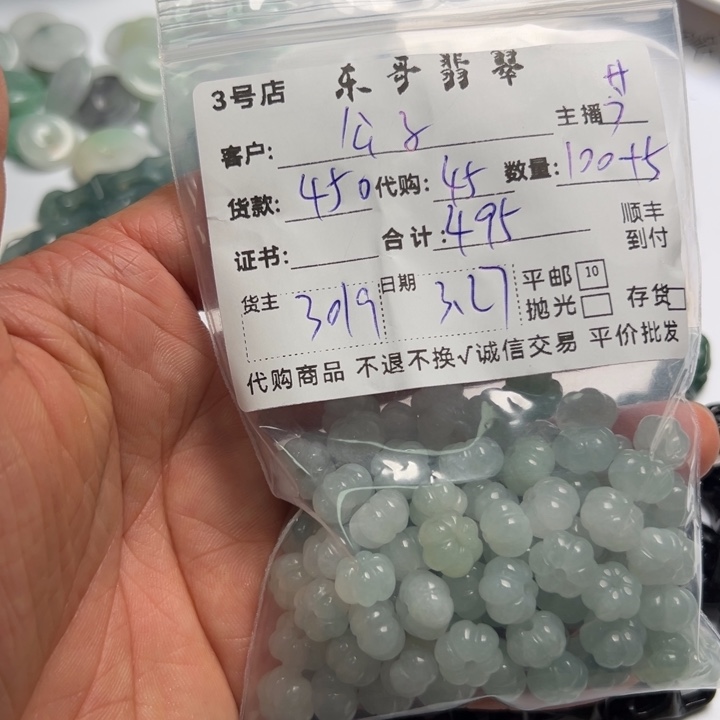 3号店 东哥翡翠
客户: 主播
货款: 450 代购: 45 数量: 100+5
证书: 合计: 495 顺丰到付
货主 3019 日期 3.27 平邮 10 抛光 存货
代购商品 不退不换√诚信交易 平价批发